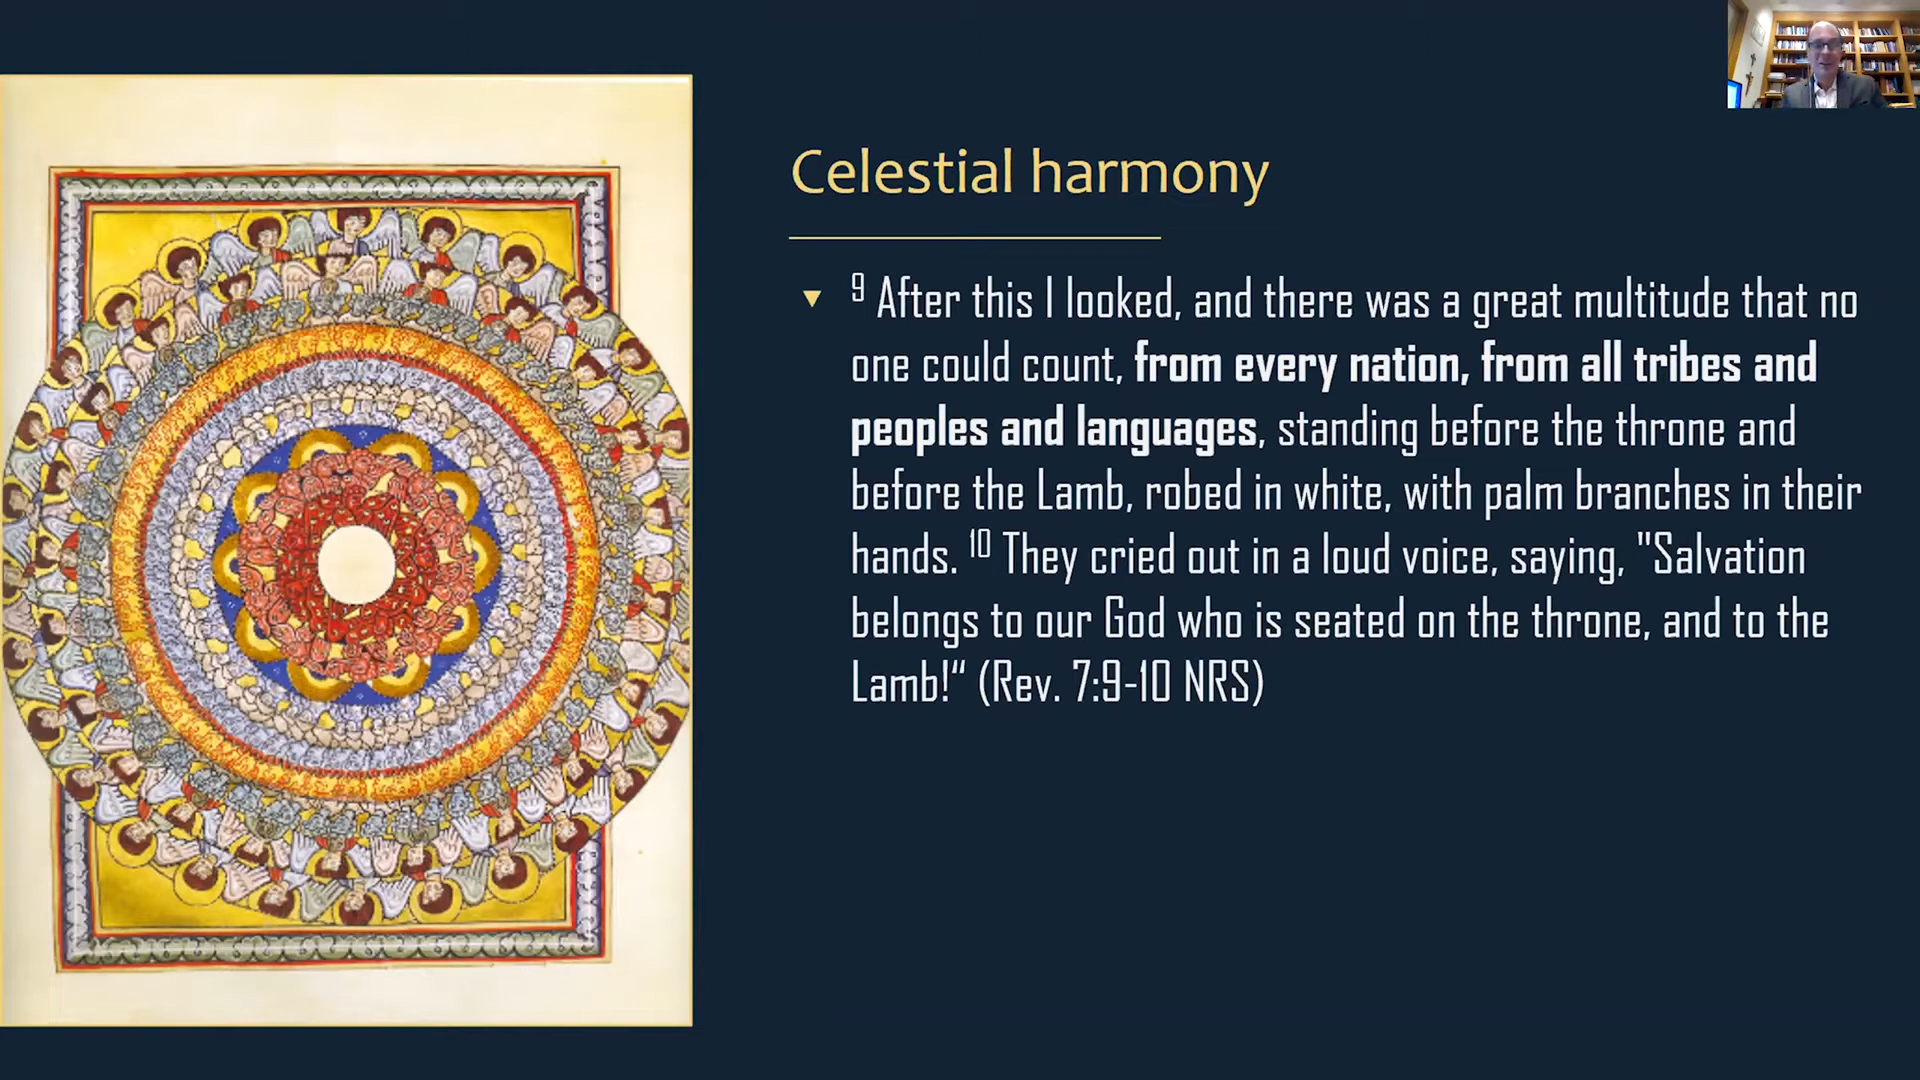 Celestial harmony
9 After this I looked, and there was a great multitude that no
one could count, from every nation, from all tribes and
peoples and languages, standing before the throne and
before the Lamb, robed in white, with palm branches in their
hands. 10 They cried out in a loud voice, saying, "Salvation
belongs to our God who is seated on the throne, and to the
Lamb!“ (Rev. 7:9-10 NRS)